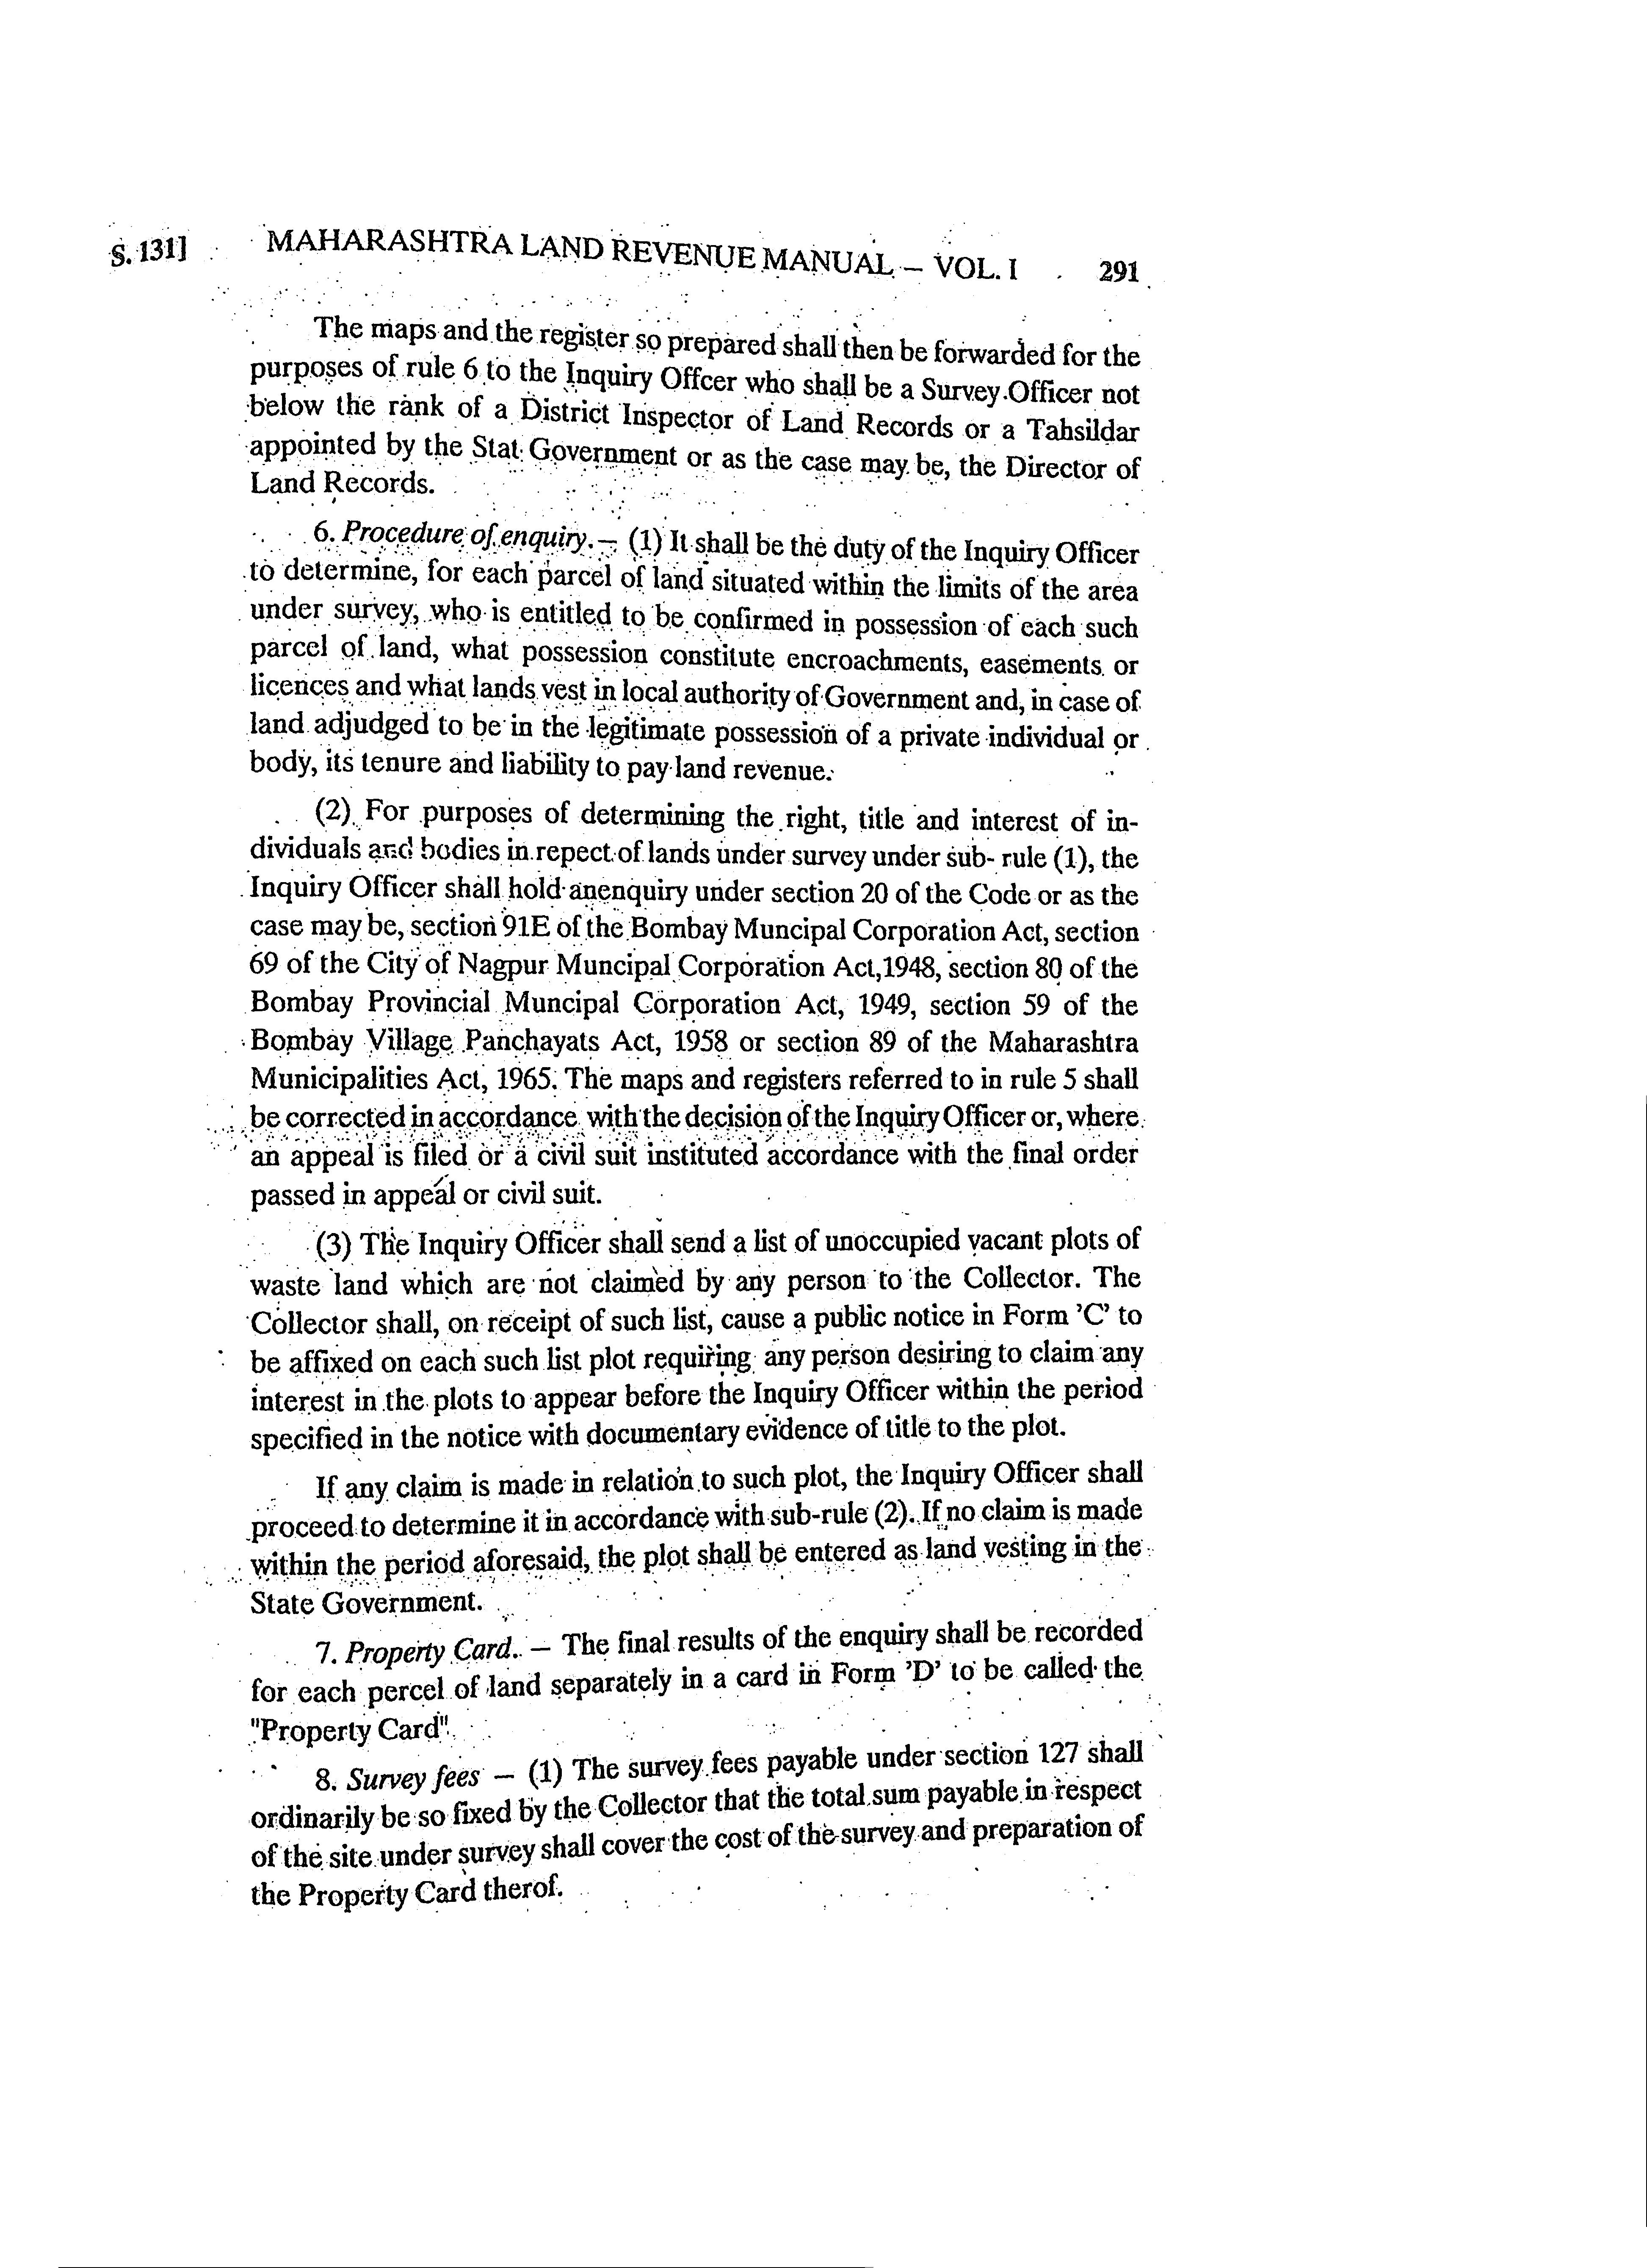 S. 131] MAHARASHTRA LAND REVENUE MANUAL – VOL. I 291
The maps and the register so prepared shall then be forwarded for the
purposes of rule 6 to the Inquiry Offcer who shall be a Survey Officer not
below the rank of a District Inspector of Land Records or a Tahsildar
appointed by the Stat Government or as the case may be, the Director of
Land Records.
6. Procedure of enquiry. – (1) It shall be the duty of the Inquiry Officer
to determine, for each parcel of land situated within the limits of the area
under survey, who is entitled to be confirmed in possession of each such
parcel of land, what possession constitute encroachments, easements or
licences and what lands vest in local authority of Government and, in case of
land adjudged to be in the legitimate possession of a private individual or
body, its tenure and liability to pay land revenue.
(2) For purposes of determining the right, title and interest of in-
dividuals and bodies in repect of lands under survey under sub- rule (1), the
Inquiry Officer shall hold anenquiry under section 20 of the Code or as the
case may be, section 91E of the Bombay Muncipal Corporation Act, section
69 of the City of Nagpur Muncipal Corporation Act,1948, section 80 of the
Bombay Provincial Muncipal Corporation Act, 1949, section 59 of the
Bombay Village Panchayats Act, 1958 or section 89 of the Maharashtra
Municipalities Act, 1965. The maps and registers referred to in rule 5 shall
be corrected in accordance with the decision of the Inquiry Officer or, where
an appeal is filed or a civil suit instituted accordance with the final order
passed in appeal or civil suit.
(3) The Inquiry Officer shall send a list of unoccupied vacant plots of
waste land which are not claimed by any person to the Collector. The
Collector shall, on receipt of such list, cause a public notice in Form 'C' to
be affixed on each such list plot requiring any person desiring to claim any
interest in the plots to appear before the Inquiry Officer within the period
specified in the notice with documentary evidence of title to the plot.
If any claim is made in relation to such plot, the Inquiry Officer shall
proceed to determine it in accordance with sub-rule (2). If no claim is made
within the period aforesaid, the plot shall be entered as land vesting in the
State Government.
7. Property Card. – The final results of the enquiry shall be recorded
for each percel of land separately in a card in Form 'D' to be called the
"Property Card".
8. Survey fees – (1) The survey fees payable under section 127 shall
ordinarily be so fixed by the Collector that the total sum payable in respect
of the site under survey shall cover the cost of the survey and preparation of
the Property Card therof.